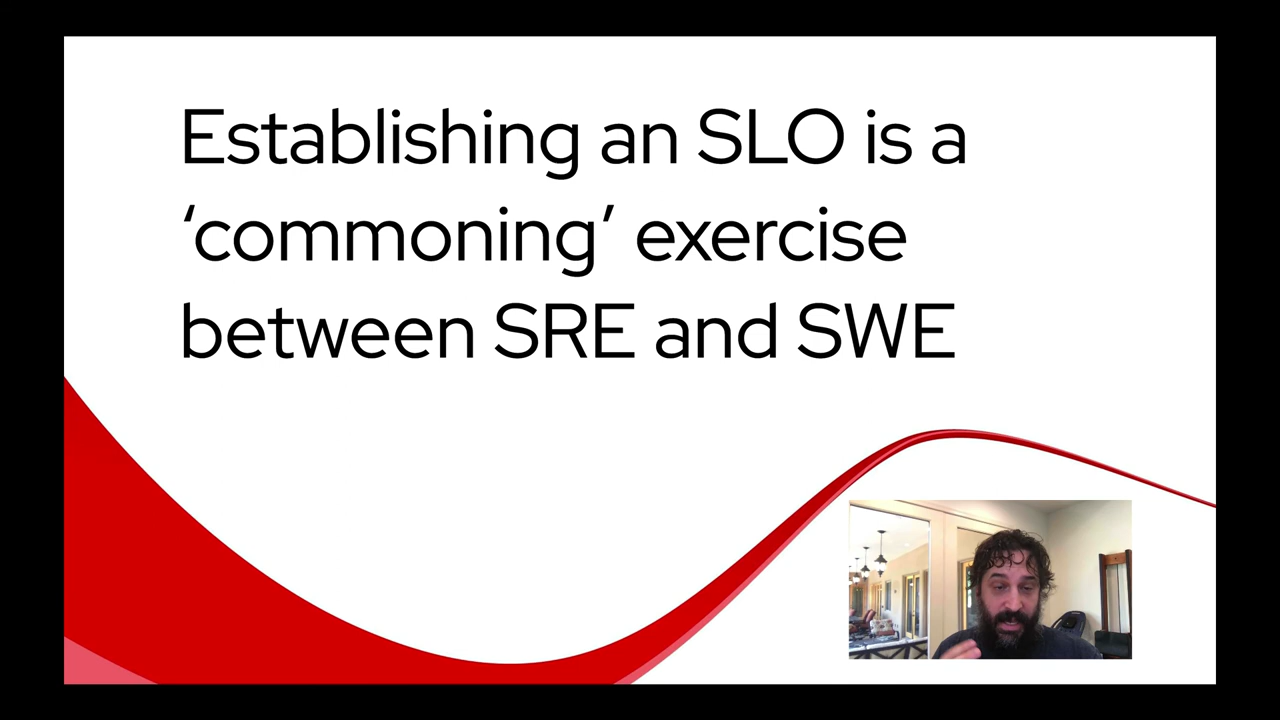 Establishing an SLO is a
‘commoning’ exercise
between SRE and SWE